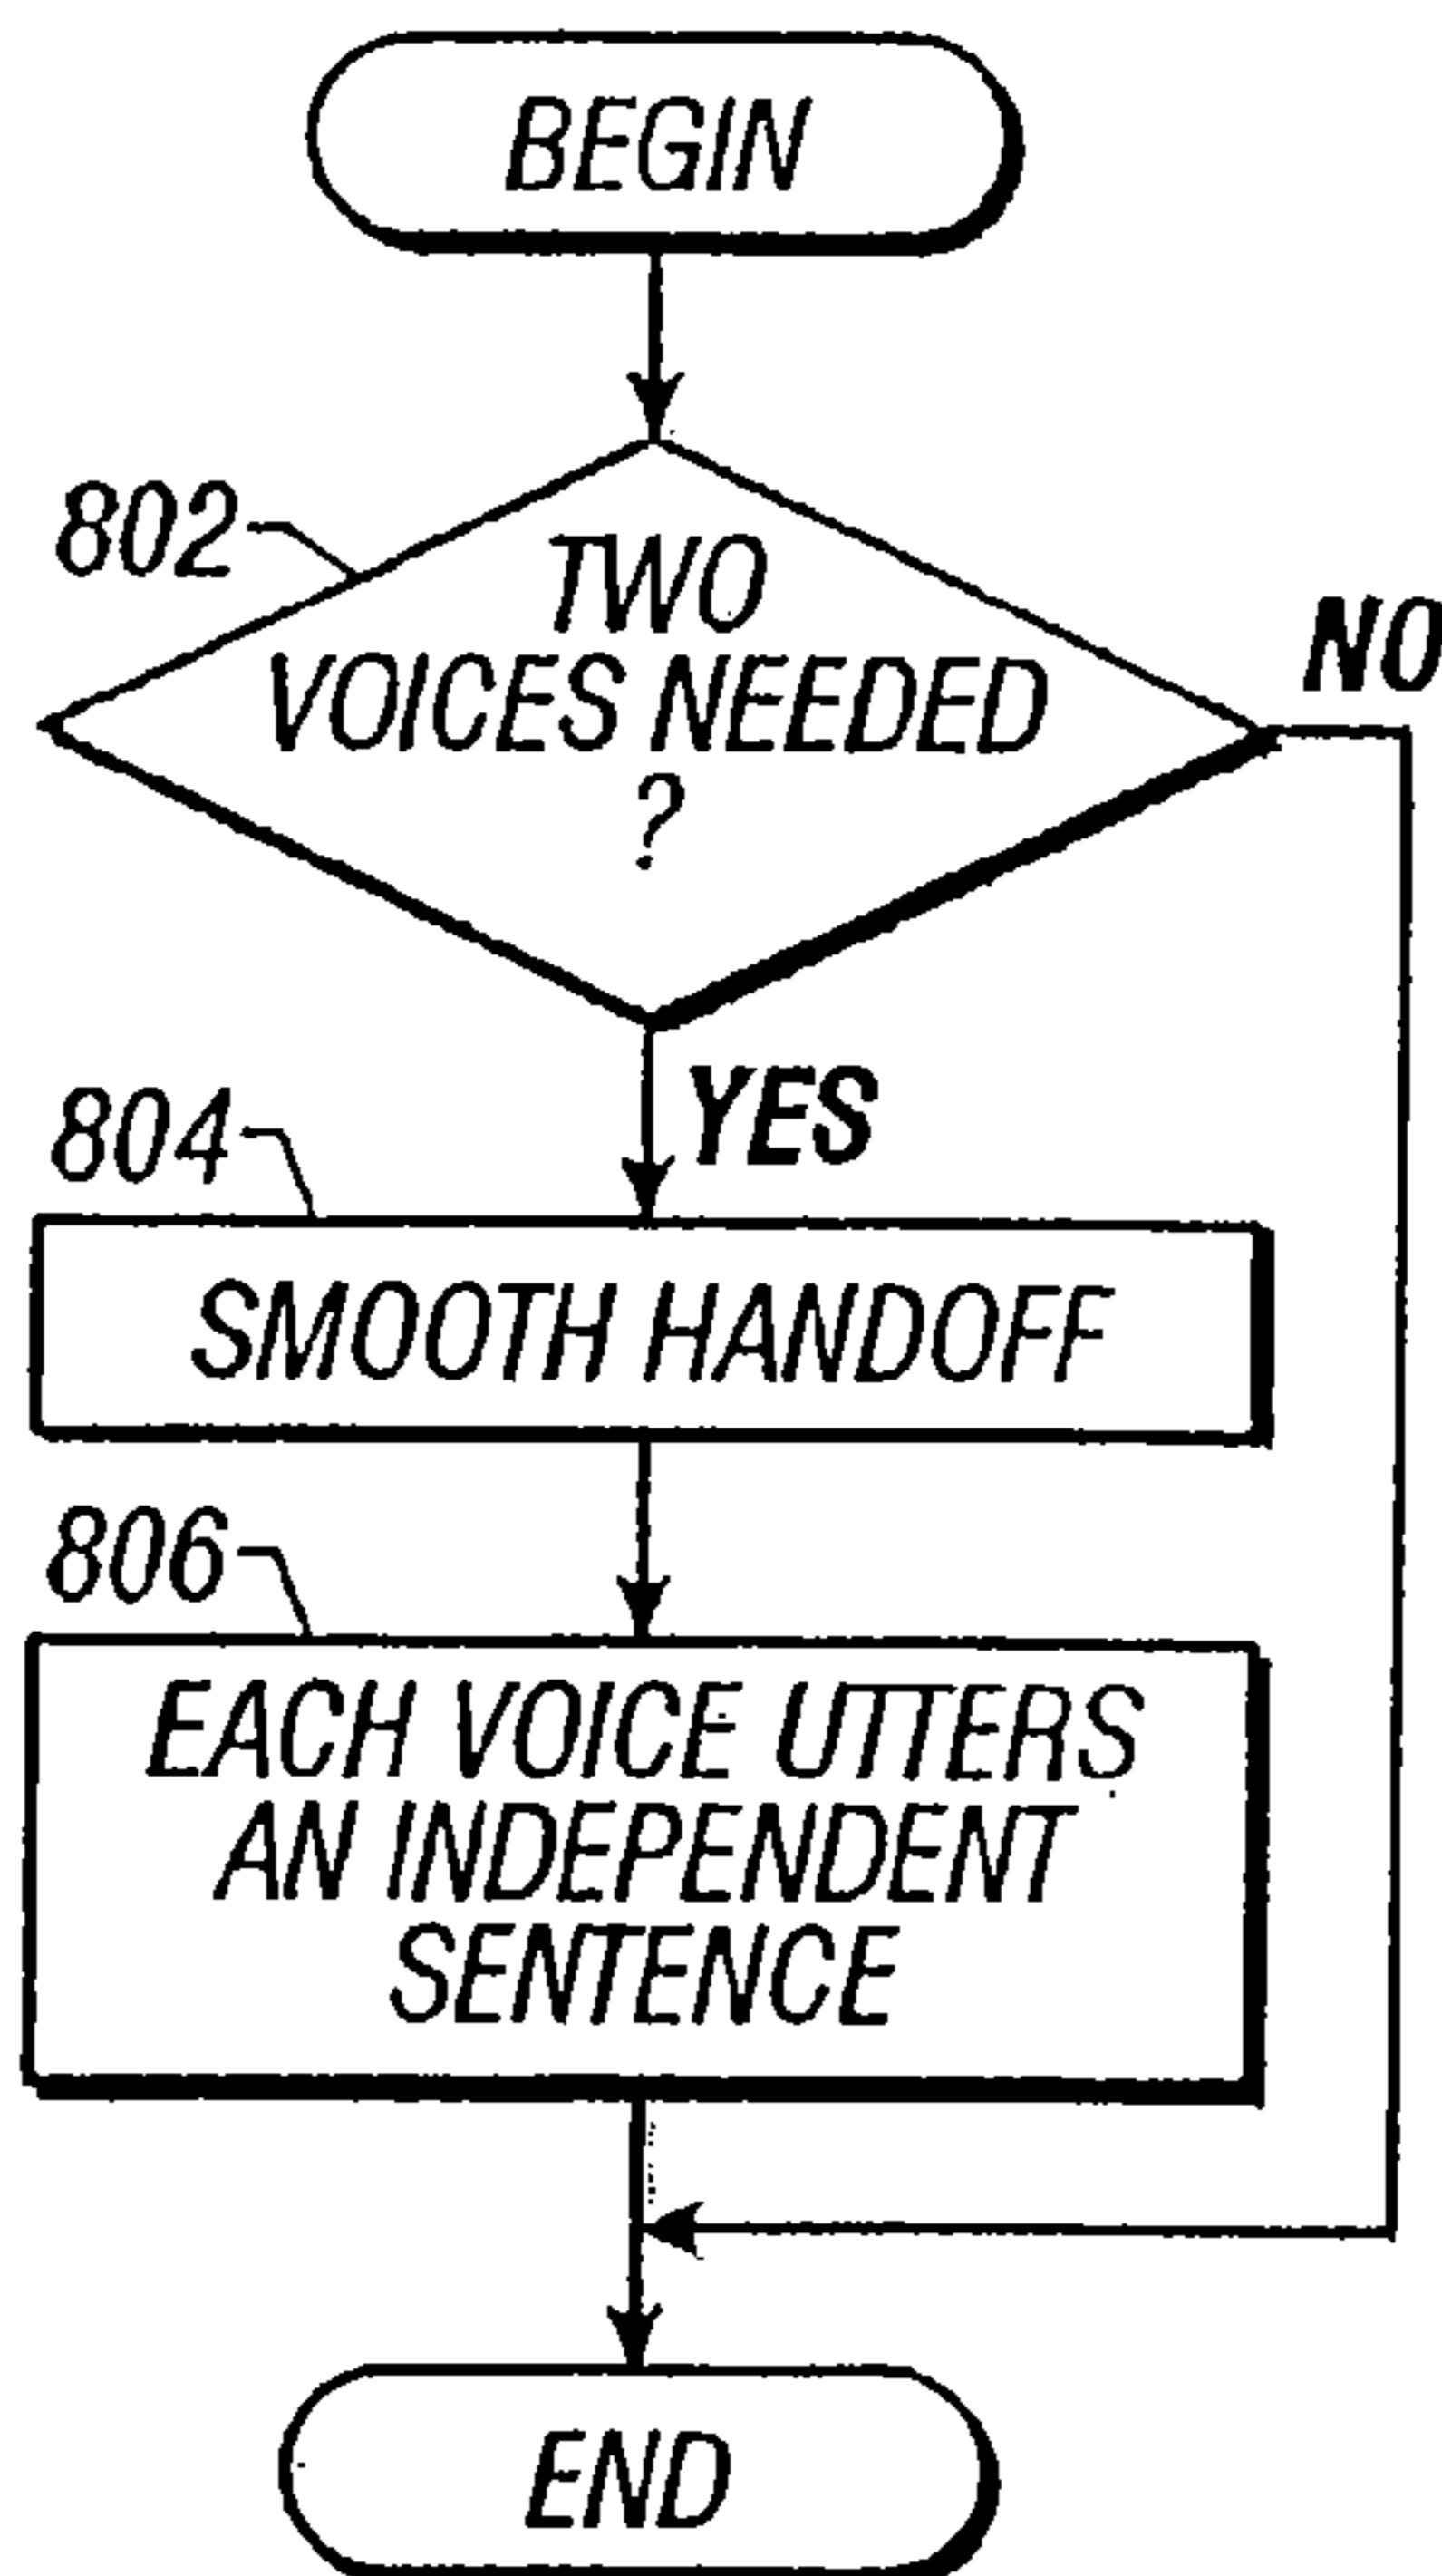 BEGIN
802
TWO
VOICES NEEDED
?
NO
YES
804
SMOOTH HANDOFF
806
EACH VOICE UTTERS
AN INDEPENDENT
SENTENCE
END